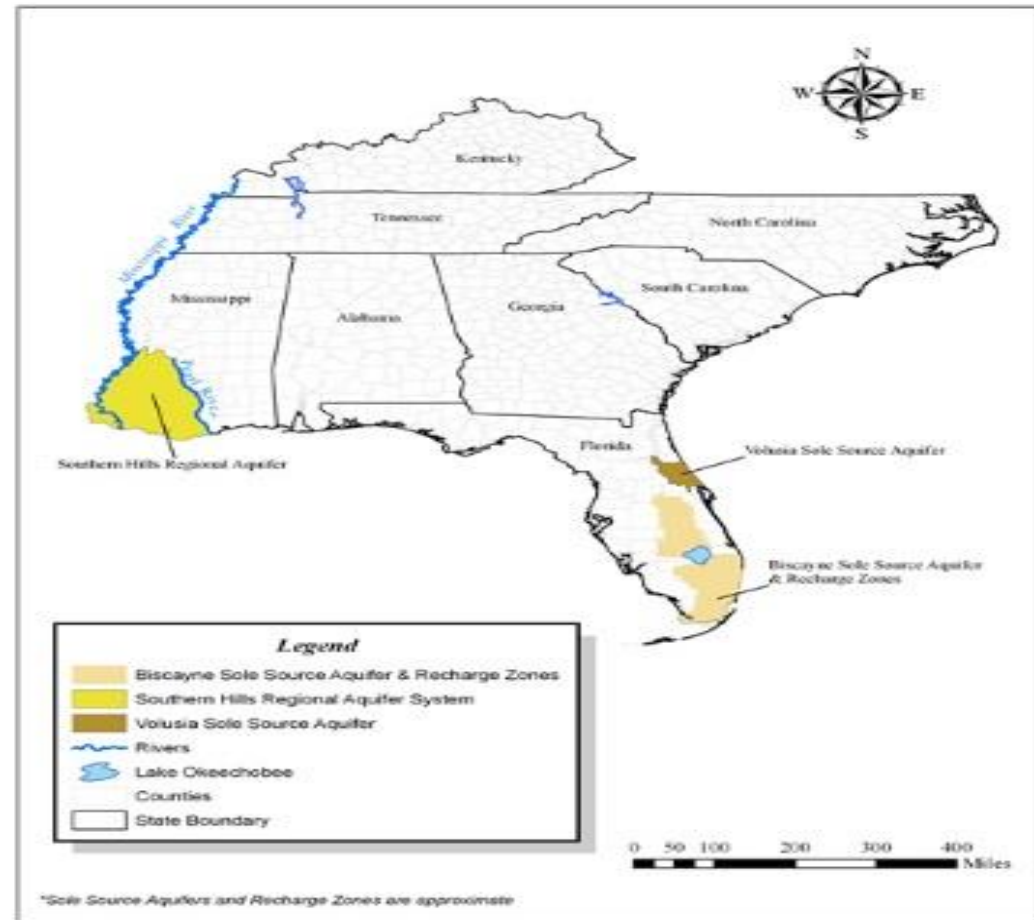 N
W E
S
Kentucky
Tennessee
North Carolina
Mississippi River
South Carolina
Mississippi
Alabama
Georgia
Pearl River
Florida
Volusia Sole Source Aquifer
Southern Hills Regional Aquifer
Biscayne Sole Source Aquifer
& Recharge Zones
Legend
Biscayne Sole Source Aquifer & Recharge Zones
Southern Hills Regional Aquifer System
Volusia Sole Source Aquifer
Rivers
Lake Okeechobee
Counties
State Boundary
0 50 100 200 300 400
Miles
*Sole Source Aquifers and Recharge Zones are approximate